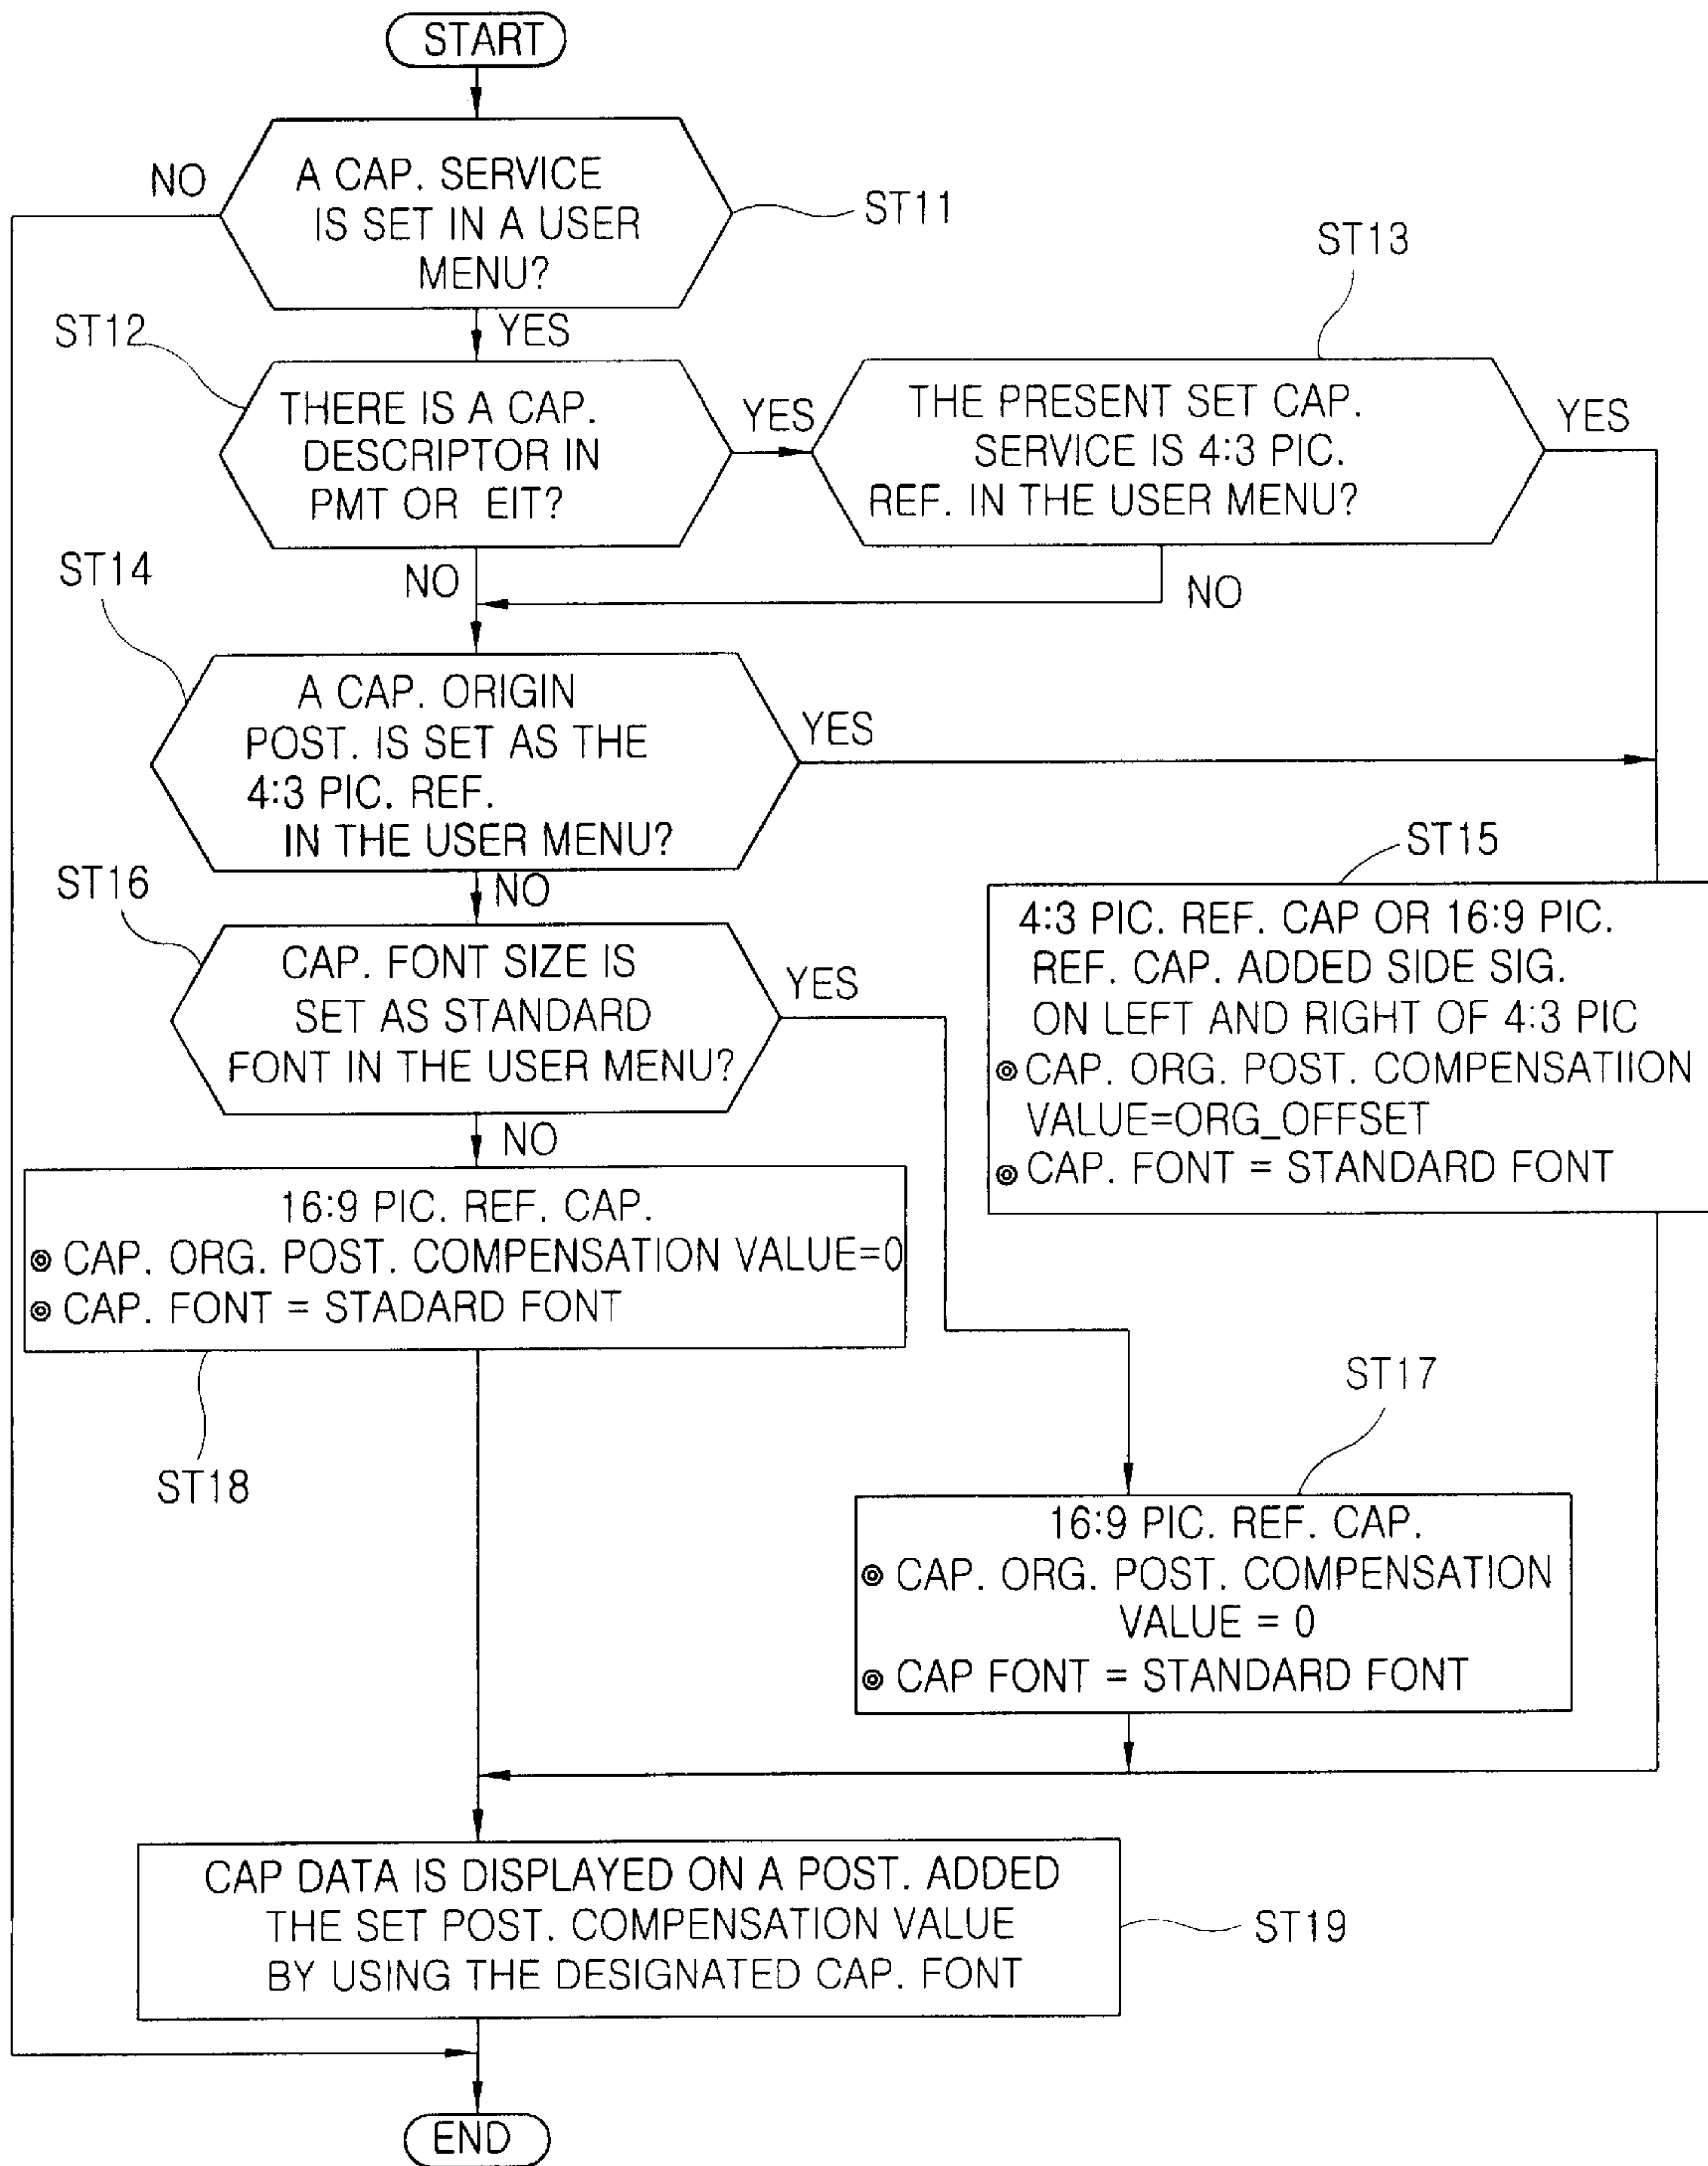 START
NO
A CAP. SERVICE
IS SET IN A USER
MENU?
ST11
YES
ST12
THERE IS A CAP.
DESCRIPTOR IN
PMT OR EIT?
YES
ST13
THE PRESENT SET CAP.
SERVICE IS 4:3 PIC.
REF. IN THE USER MENU?
YES
NO
NO
ST14
A CAP. ORIGIN
POST. IS SET AS THE
4:3 PIC. REF.
IN THE USER MENU?
YES
NO
ST15
4:3 PIC. REF. CAP OR 16:9 PIC.
REF. CAP. ADDED SIDE SIG.
ON LEFT AND RIGHT OF 4:3 PIC
◎ CAP. ORG. POST. COMPENSATIION
VALUE=ORG_OFFSET
◎ CAP. FONT = STANDARD FONT
ST16
CAP. FONT SIZE IS
SET AS STANDARD
FONT IN THE USER MENU?
YES
NO
16:9 PIC. REF. CAP.
◎ CAP. ORG. POST. COMPENSATION VALUE=0
◎ CAP. FONT = STADARD FONT
ST18
ST17
16:9 PIC. REF. CAP.
◎ CAP. ORG. POST. COMPENSATION
VALUE = 0
◎ CAP FONT = STANDARD FONT
CAP DATA IS DISPLAYED ON A POST. ADDED
THE SET POST. COMPENSATION VALUE
BY USING THE DESIGNATED CAP. FONT
ST19
END